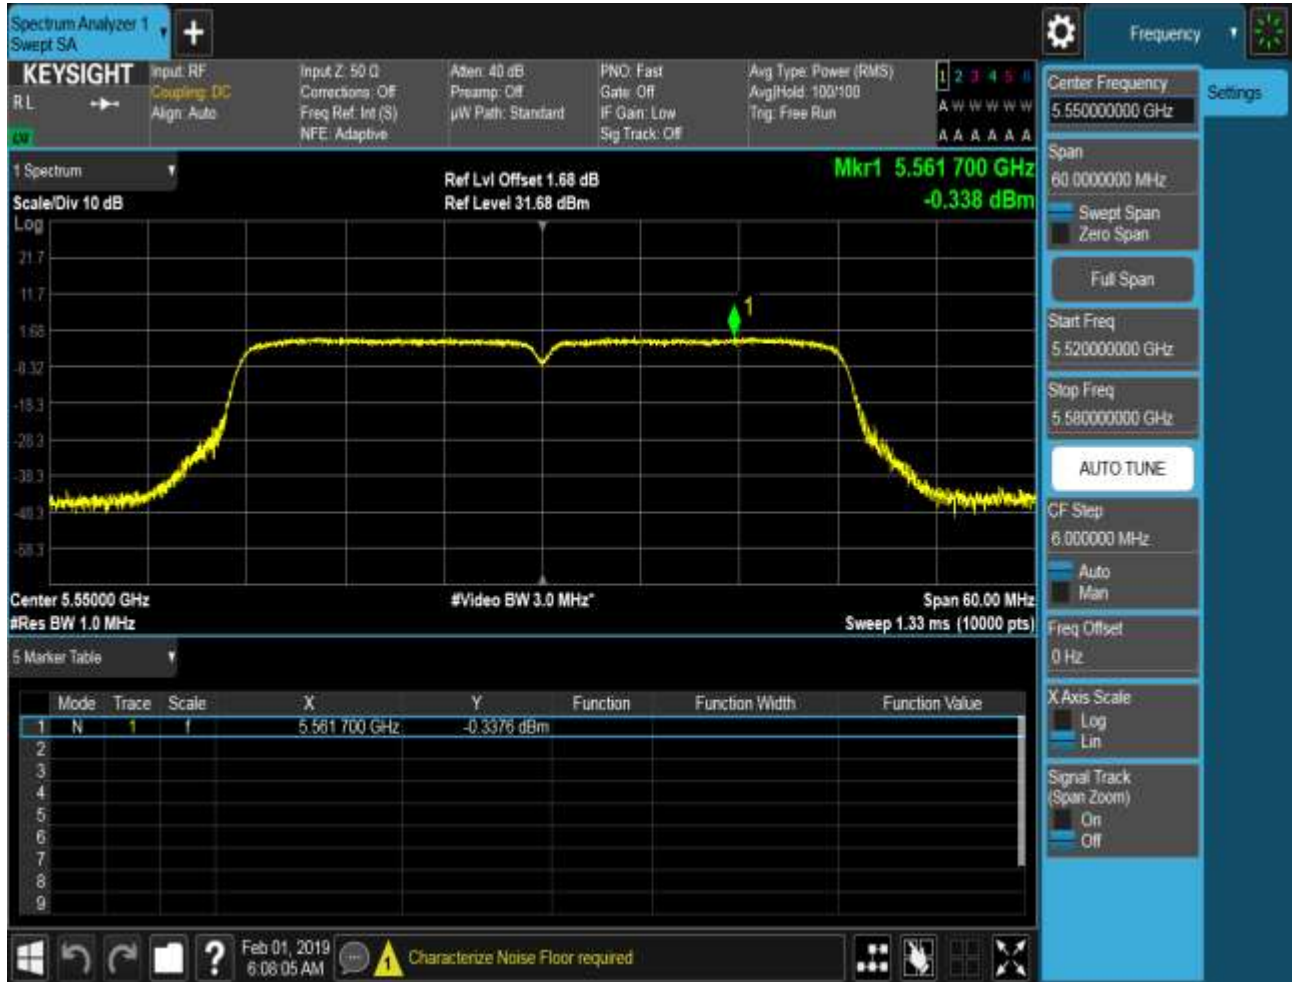 Spectrum Analyzer 1
Swept SA
+
Frequency
KEYSIGHT
RL
Input: RF
Coupling: DC
Align: Auto
Input Z: 50 Ω
Corrections: Off
Freq Ref: Int (S)
NFE: Adaptive
Atten: 40 dB
Preamp: Off
µW Path: Standard
PNO: Fast
Gate: Off
IF Gain: Low
Sig Track: Off
Avg Type: Power (RMS)
Avg|Hold: 100/100
Trig: Free Run
1 2 3 4 5 6
A W W W W W
A A A A A A
1 Spectrum
Scale/Div 10 dB
Ref Lvl Offset 1.68 dB
Ref Level 31.68 dBm
Mkr1 5.561 700 GHz
-0.338 dBm
Log
21.7
11.7
1.68
-8.32
-18.3
-28.3
-38.3
-48.3
-58.3
1
Center 5.55000 GHz
#Res BW 1.0 MHz
#Video BW 3.0 MHz*
Span 60.00 MHz
Sweep 1.33 ms (10000 pts)
5 Marker Table
Mode Trace Scale X Y Function Function Width Function Value
1 N 1 f 5.561 700 GHz -0.3376 dBm
2
3
4
5
6
7
8
9
Center Frequency
5.550000000 GHz
Settings
Span
60.0000000 MHz
Swept Span
Zero Span
Full Span
Start Freq
5.520000000 GHz
Stop Freq
5.580000000 GHz
AUTO TUNE
CF Step
6.000000 MHz
Auto
Man
Freq Offset
0 Hz
X Axis Scale
Log
Lin
Signal Track
(Span Zoom)
On
Off
?
Feb 01, 2019
6:08:05 AM
1
Characterize Noise Floor required